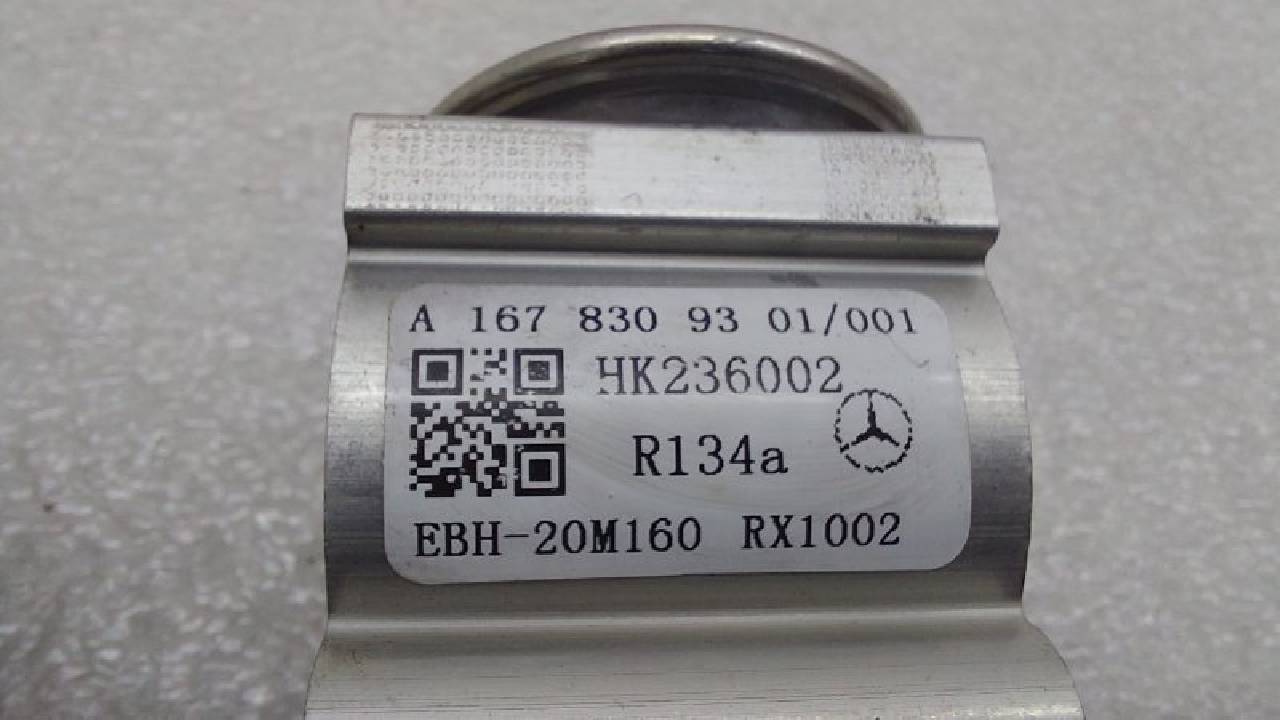 A 167 830 93 01/001
HK236002
R134a
EBH-20M160 RX1002